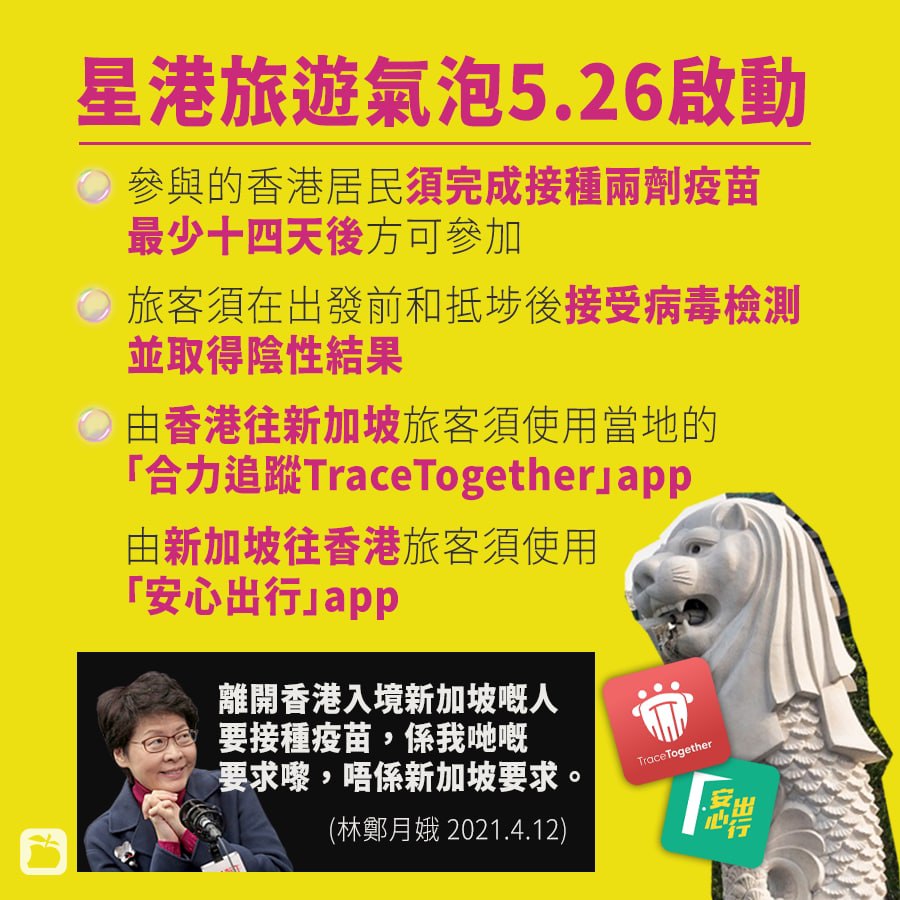 星港旅遊氣泡5.26啟動
參與的香港居民須完成接種兩劑疫苗
最少十四天後方可參加
旅客須在出發前和抵埗後接受病毒檢測
並取得陰性結果
由香港往新加坡旅客須使用當地的
「合力追蹤TraceTogether」app
由新加坡往香港旅客須使用
「安心出行」app
離開香港入境新加坡嘅人
要接種疫苗，係我哋嘅
要求嚟，唔係新加坡要求。
(林鄭月娥 2021.4.12)
TraceTogether
安心出行